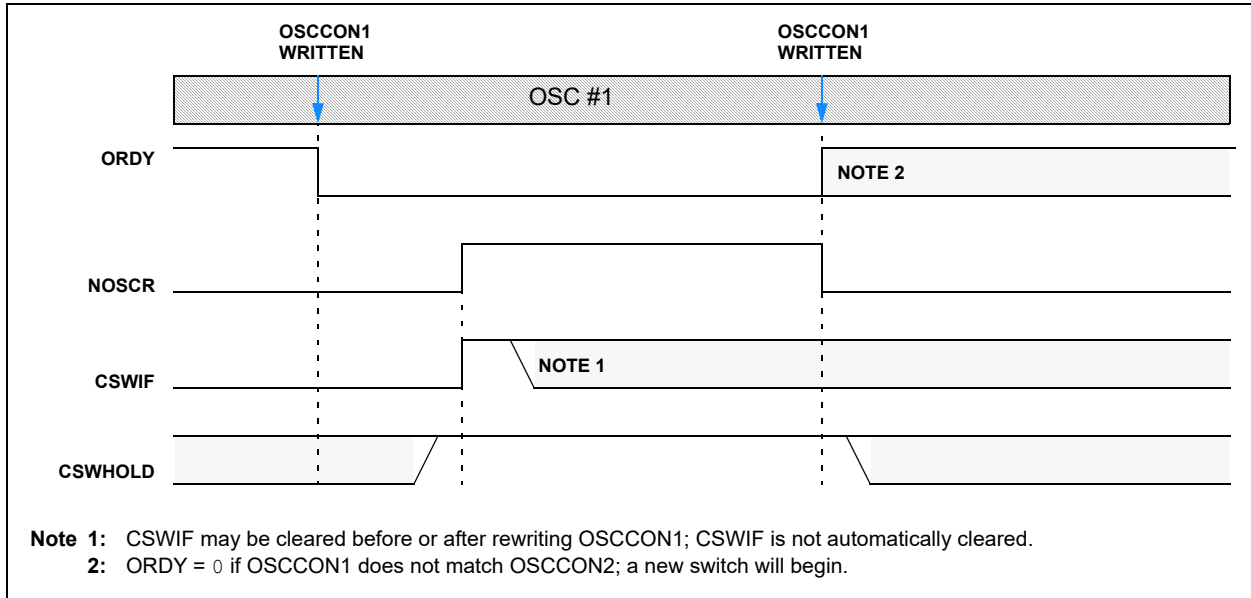 OSCCON1
WRITTEN
OSCCON1
WRITTEN
OSC #1
ORDY
NOTE 2
NOSCR
NOTE 1
CSWIF
CSWHOLD
Note 1: CSWIF may be cleared before or after rewriting OSCCON1; CSWIF is not automatically cleared.
2: ORDY = 0 if OSCCON1 does not match OSCCON2; a new switch will begin.